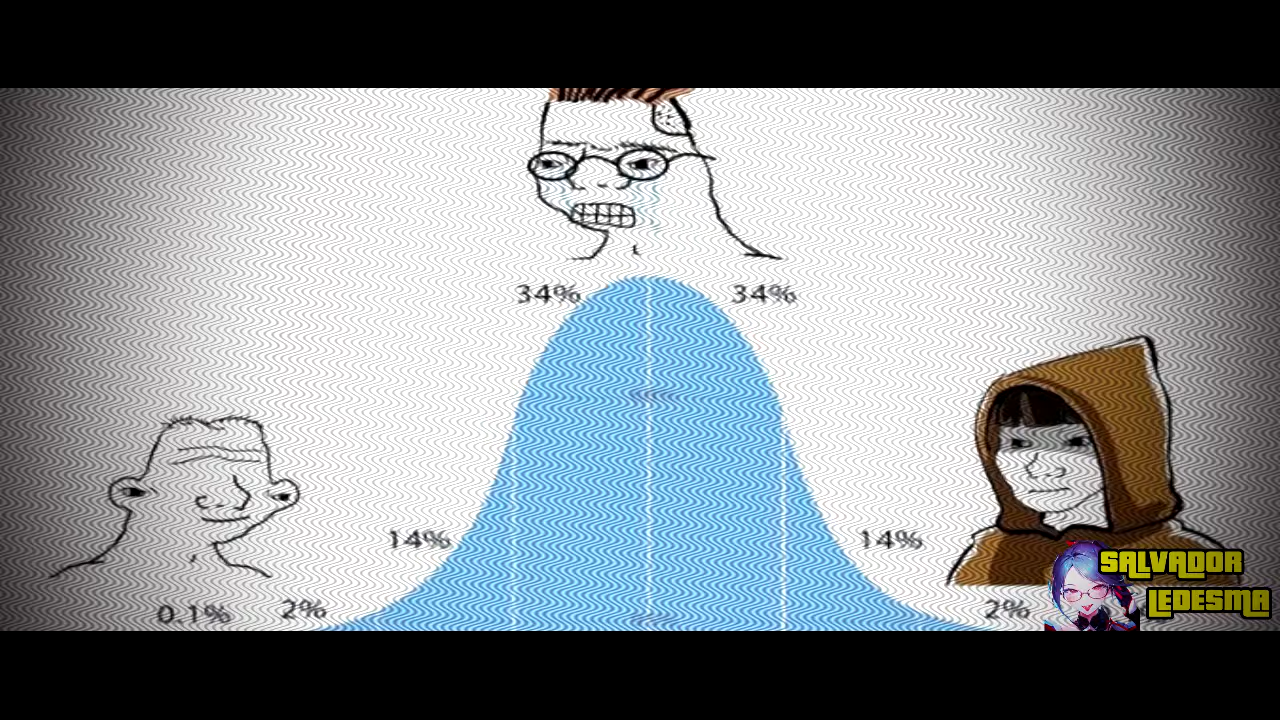 34% 34%
14% 14%
0.1% 2% 2%
SALVADOR
LEDESMA